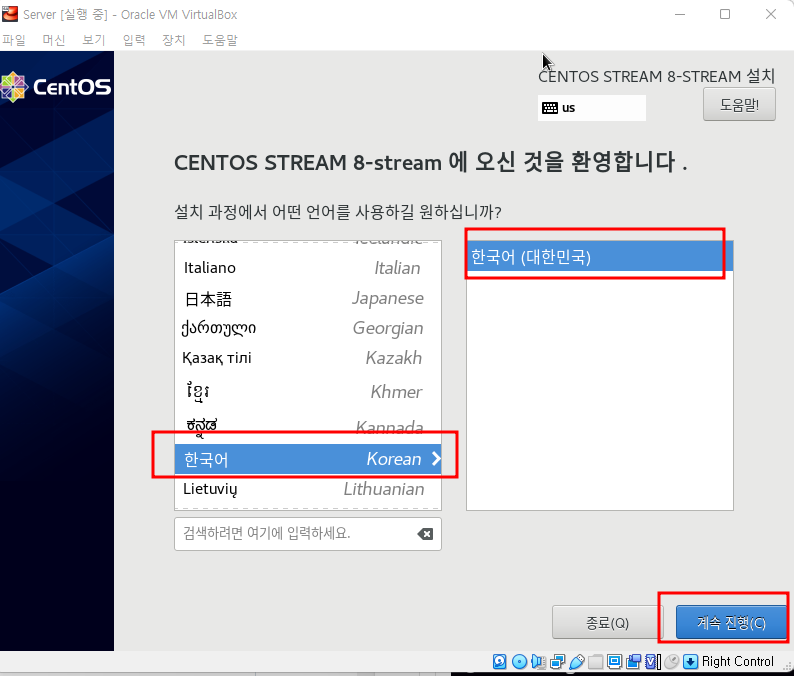 Server [실행 중] - Oracle VM VirtualBox
파일 머신 보기 입력 장치 도움말
CentOS
CENTOS STREAM 8-STREAM 설치
us
도움말!
CENTOS STREAM 8-stream 에 오신 것을 환영합니다 .
설치 과정에서 어떤 언어를 사용하길 원하십니까?
Italiano Italian
日本語 Japanese
ქართული Georgian
Қазақ тілі Kazakh
ខ្មែរ Khmer
ಕನ್ನಡ Kannada
한국어 Korean
Lietuvių Lithuanian
한국어 (대한민국)
검색하려면 여기에 입력하세요.
종료(Q)
계속 진행(C)
Right Control